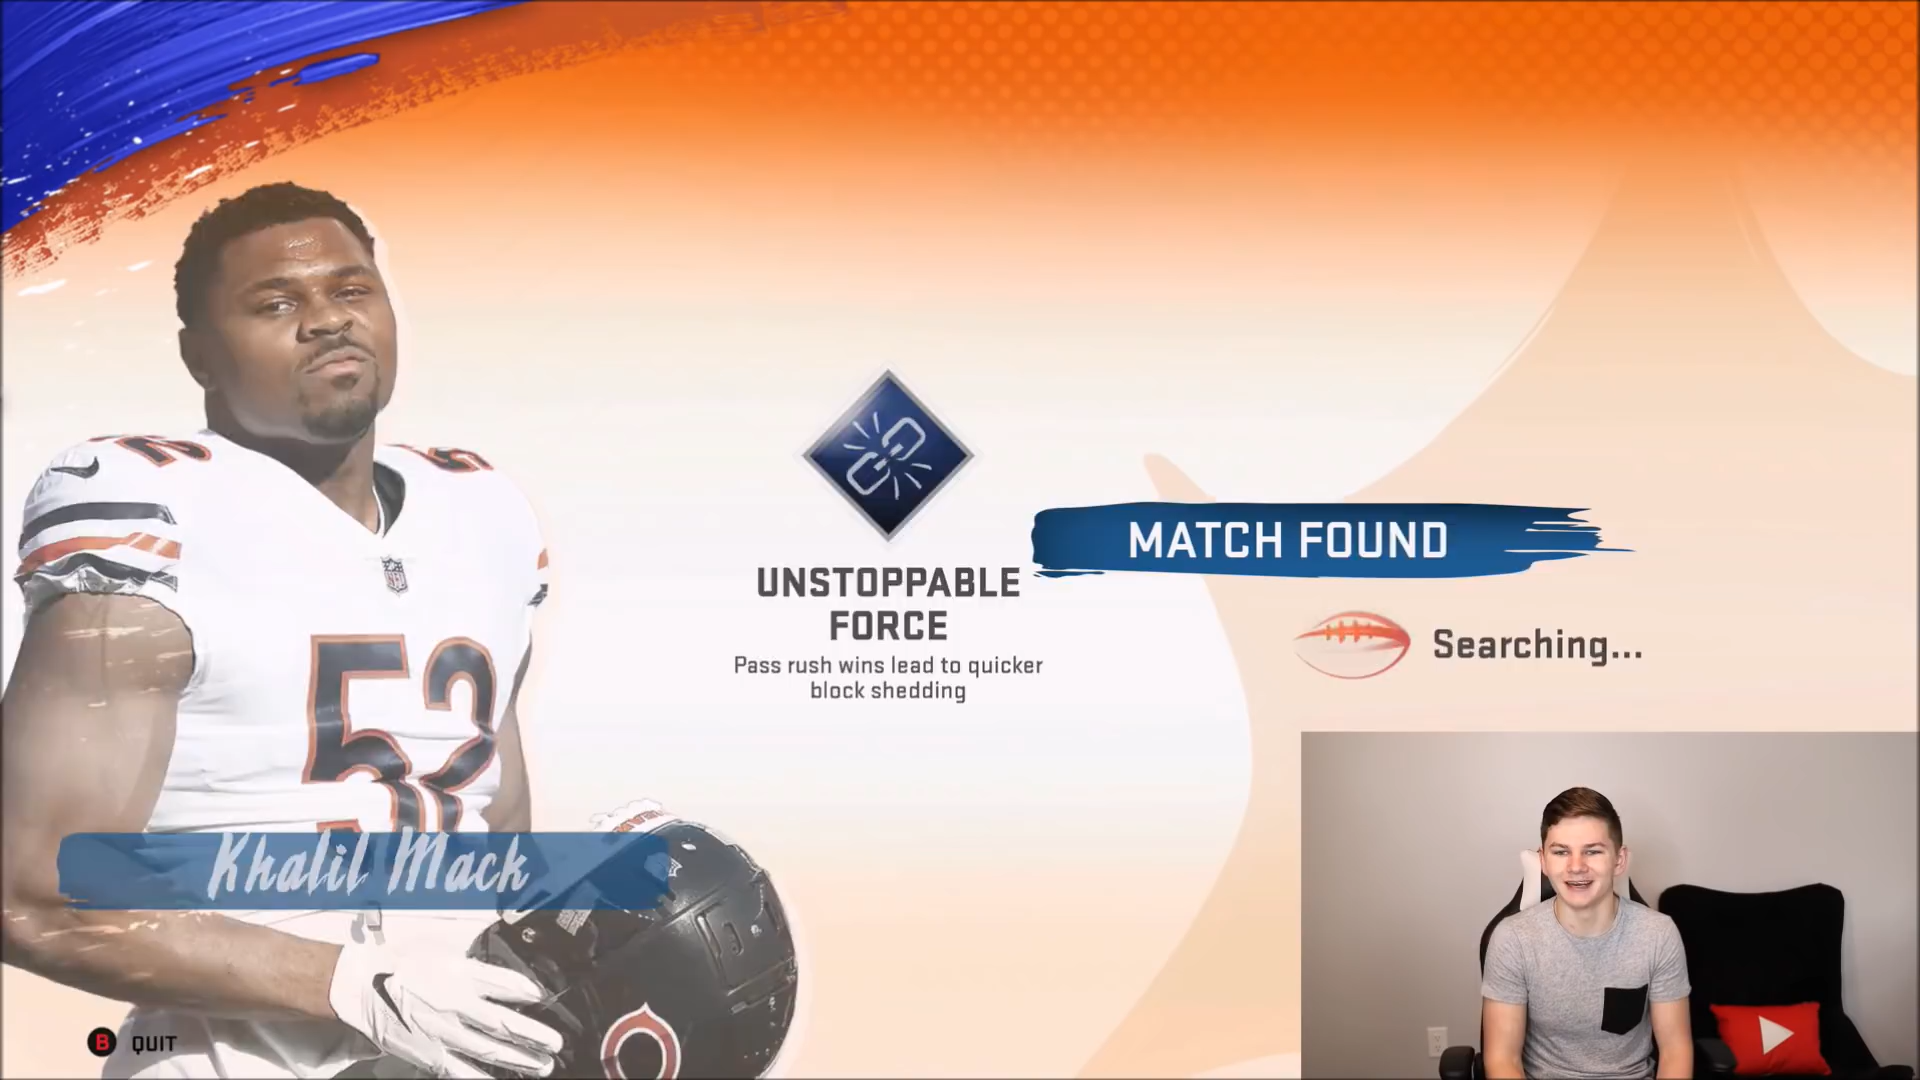 52
UNSTOPPABLE
FORCE
Pass rush wins lead to quicker
block shedding
MATCH FOUND
Searching...
Khalil Mack
B QUIT